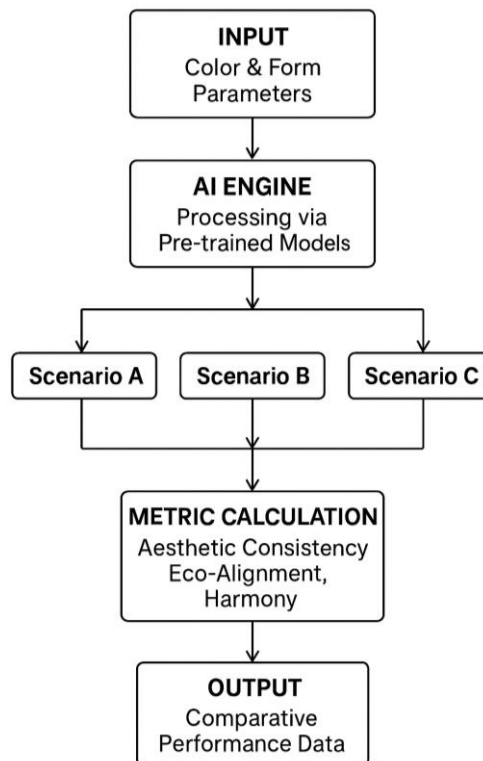 INPUT
Color & Form
Parameters
AI ENGINE
Processing via
Pre-trained Models
Scenario A
Scenario B
Scenario C
METRIC CALCULATION
Aesthetic Consistency
Eco-Alignment,
Harmony
OUTPUT
Comparative
Performance Data